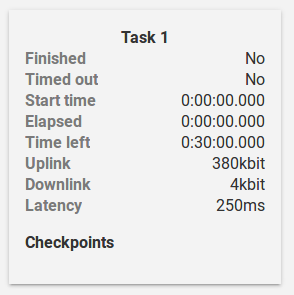 Task 1
Finished No
Timed out No
Start time 0:00:00.000
Elapsed 0:00:00.000
Time left 0:30:00.000
Uplink 380kbit
Downlink 4kbit
Latency 250ms
Checkpoints